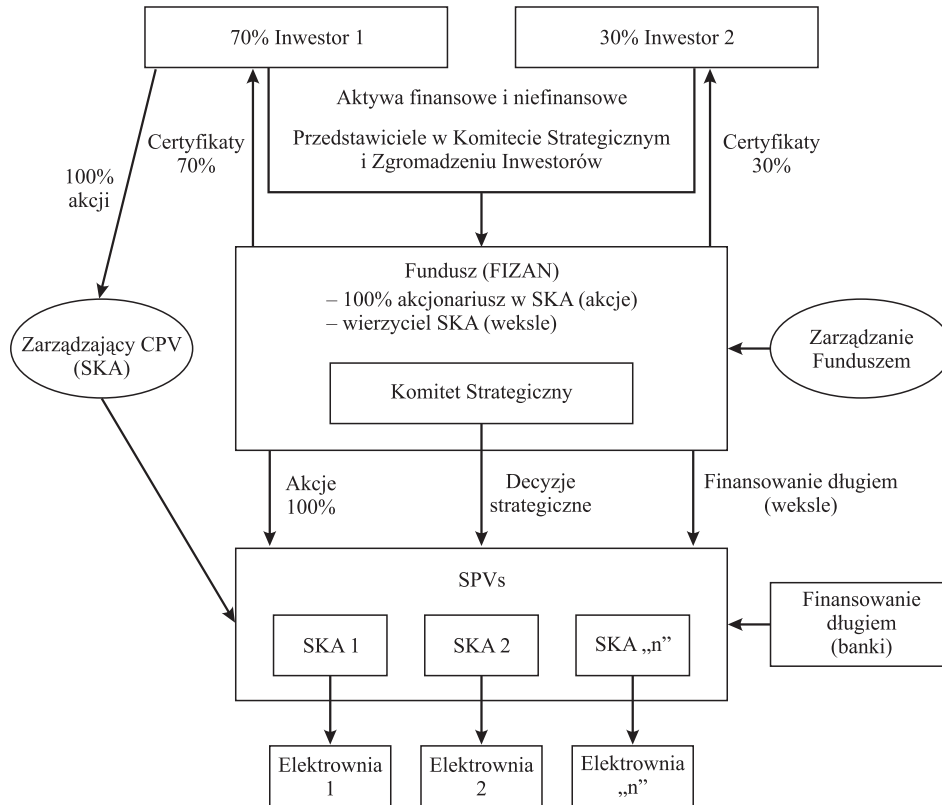 70% Inwestor 1
30% Inwestor 2
Aktywa finansowe i niefinansowe
Przedstawiciele w Komitecie Strategicznym
i Zgromadzeniu Inwestorów
Certyfikaty
70%
Certyfikaty
30%
100%
akcji
Fundusz (FIZAN)
– 100% akcjonariusz w SKA (akcje)
– wierzyciel SKA (weksle)
Komitet Strategiczny
Zarządzający CPV
(SKA)
Zarządzanie
Funduszem
Akcje
100%
Decyzje
strategiczne
Finansowanie długiem
(weksle)
SPVs
SKA 1
SKA 2
SKA „n”
Finansowanie
długiem
(banki)
Elektrownia
1
Elektrownia
2
Elektrownia
„n”